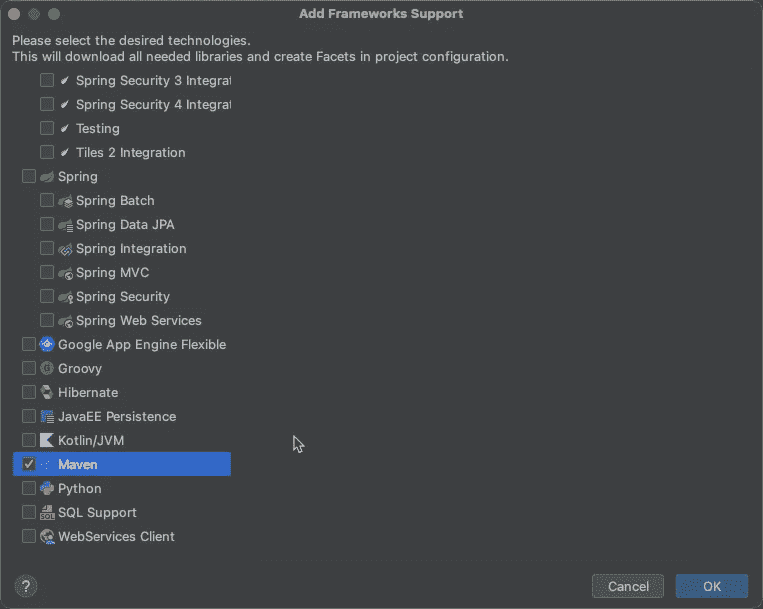 Add Frameworks Support
Please select the desired technologies.
This will download all needed libraries and create Facets in project configuration.
Spring Security 3 Integrat
Spring Security 4 Integrat
Testing
Tiles 2 Integration
Spring
Spring Batch
Spring Data JPA
Spring Integration
Spring MVC
Spring Security
Spring Web Services
Google App Engine Flexible
Groovy
Hibernate
JavaEE Persistence
Kotlin/JVM
Maven
Python
SQL Support
WebServices Client
? Cancel OK